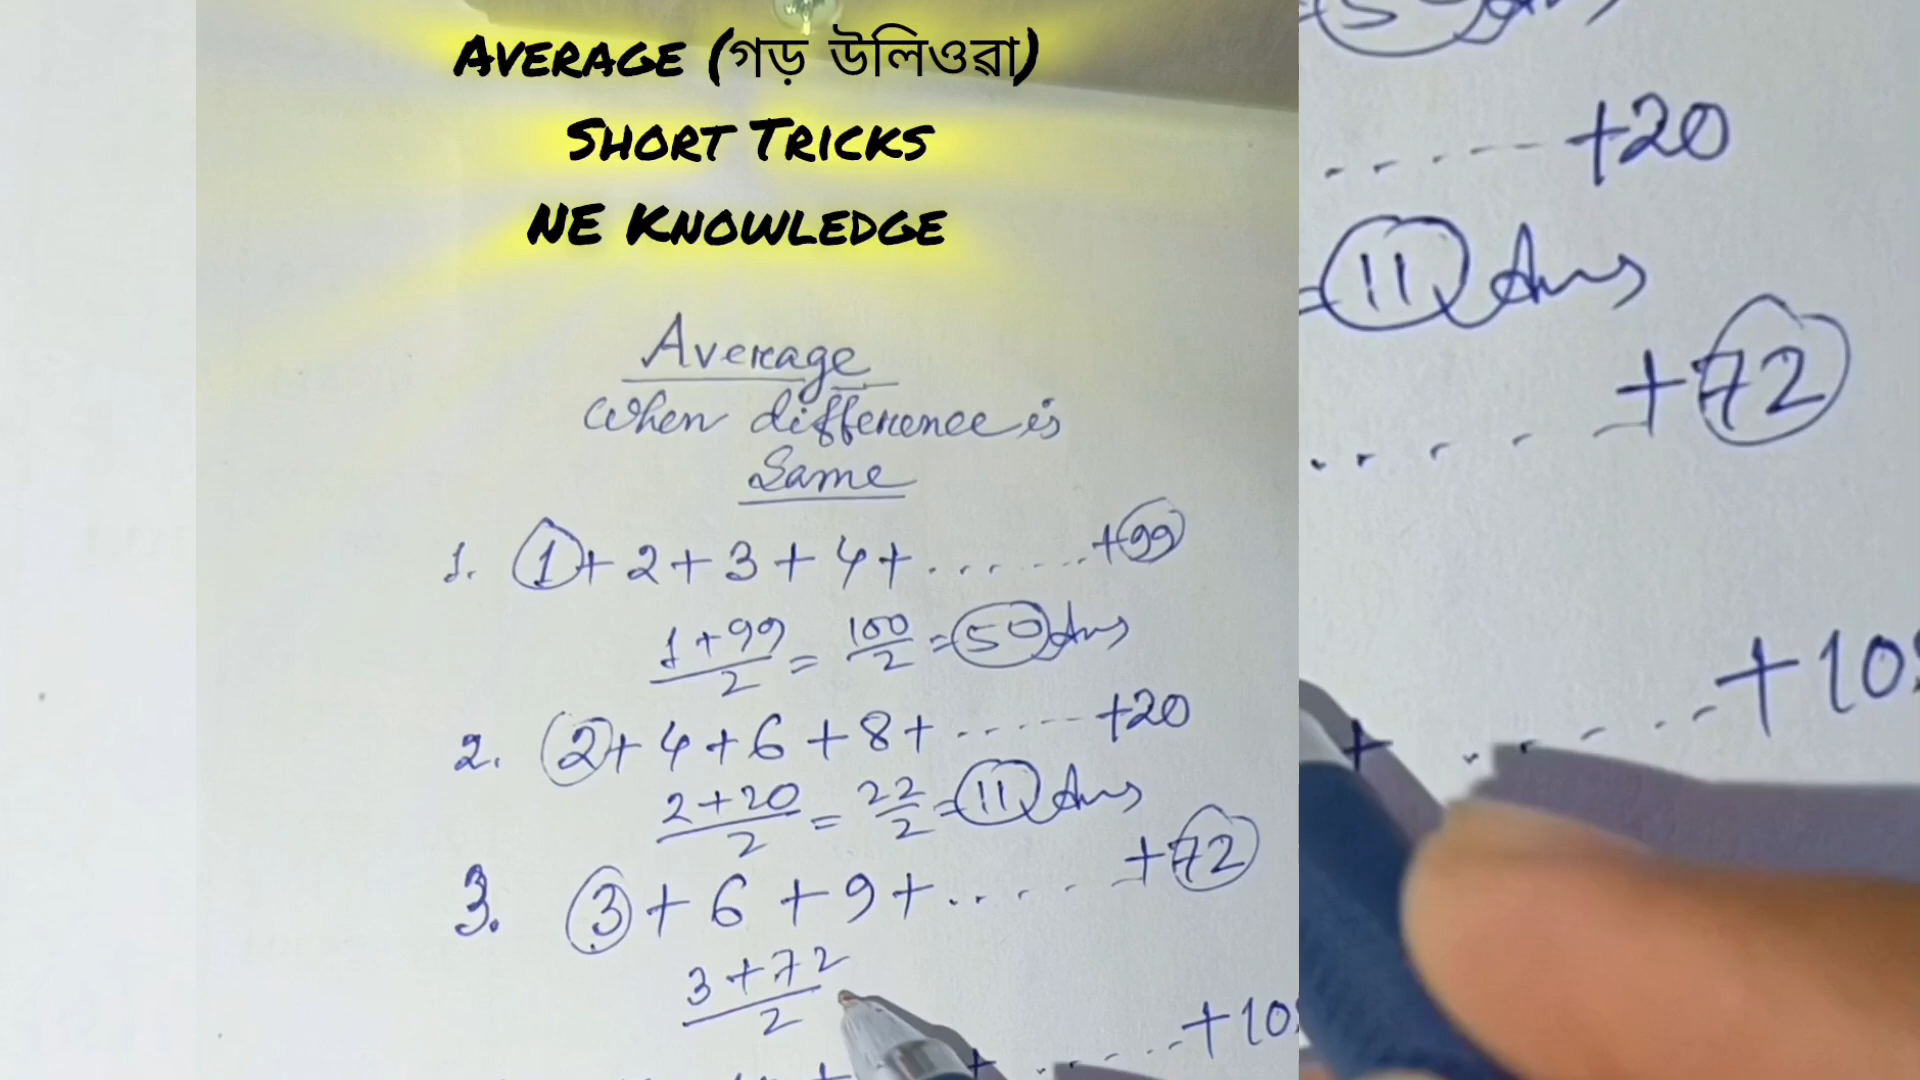 AVERAGE (গড় উলিওৱা)
SHORT TRICKS
NE KNOWLEDGE
Average
When difference is
Same
1. 1 + 2 + 3 + 4 + ....... +99
1+99/2 = 100/2 = 50 Ans
2. 2 + 4 + 6 + 8 + ....... +20
2+20/2 = 22/2 = 11 Ans
3. 3 + 6 + 9 + ..... +72
3+72/2
+ ...... +10
+20
=11 Ans
..... +72
+ ...... +10